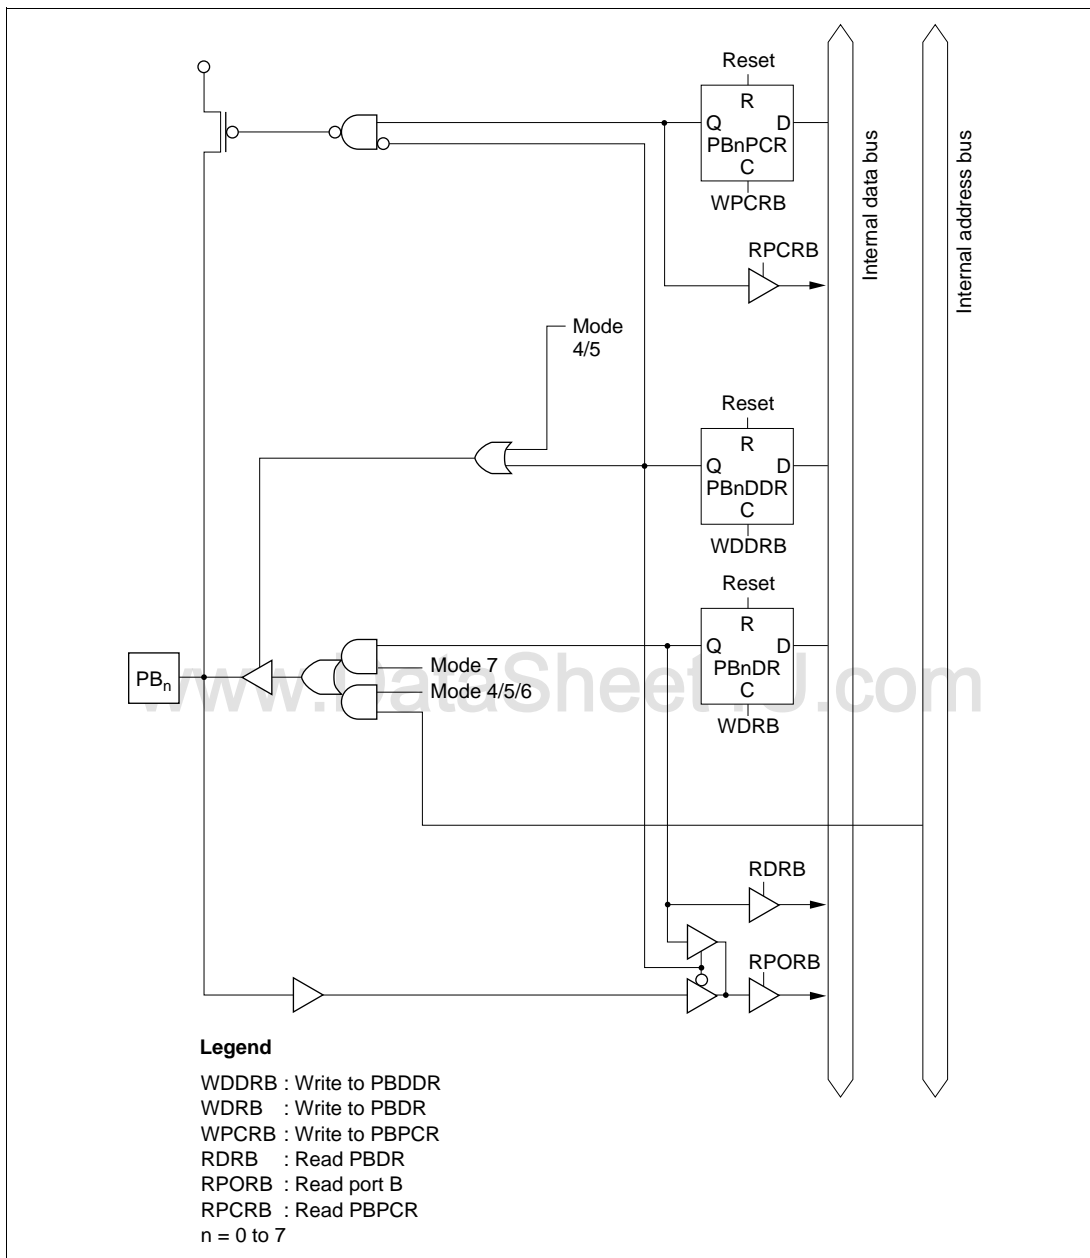 Reset
R
Q D
PBnPCR
C
WPCRB
RPCRB
Internal data bus
Internal address bus
Mode
4/5
Reset
R
Q D
PBnDDR
C
WDDRB
Reset
R
Q D
PBnDR
C
WDRB
PBn
Mode 7
Mode 4/5/6
www.DataSheet4U.com
RDRB
RPORB
Legend
WDDRB : Write to PBDDR
WDRB : Write to PBDR
WPCRB : Write to PBPCR
RDRB : Read PBDR
RPORB : Read port B
RPCRB : Read PBPCR
n = 0 to 7